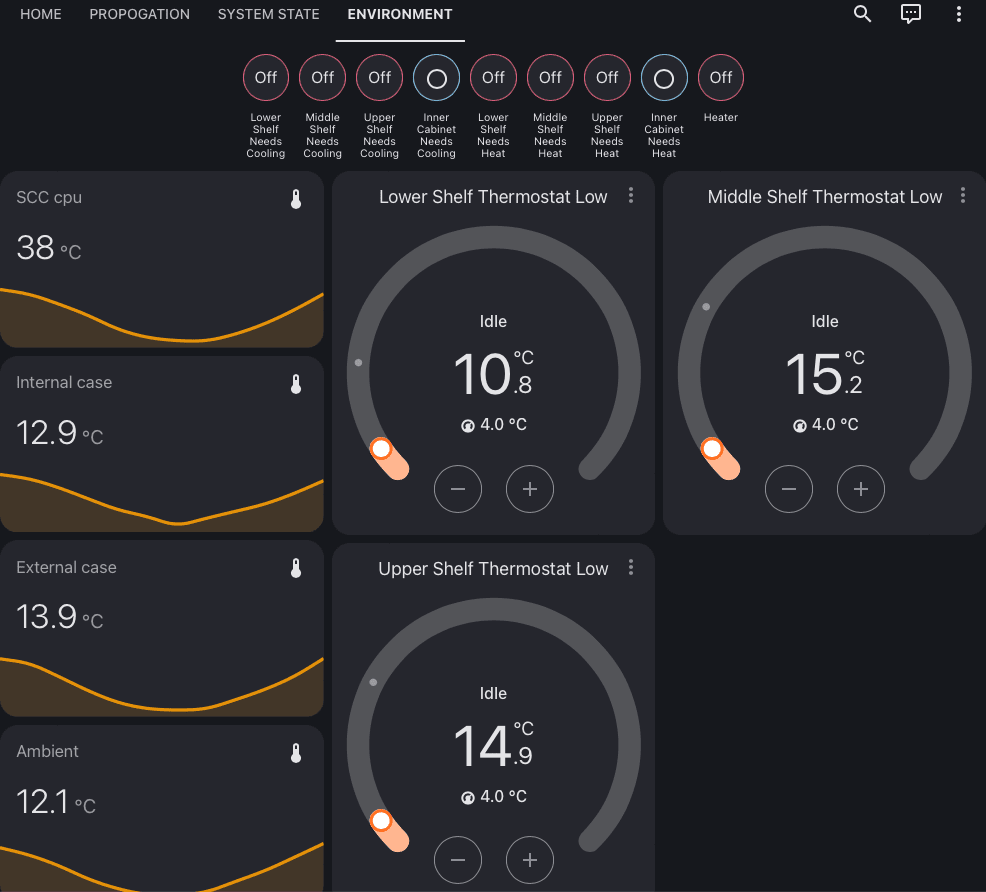 HOME PROPOGATION SYSTEM STATE ENVIRONMENT
Off Off Off Off Off Off Off
Lower Shelf Needs Cooling
Middle Shelf Needs Cooling
Upper Shelf Needs Cooling
Inner Cabinet Needs Cooling
Lower Shelf Needs Heat
Middle Shelf Needs Heat
Upper Shelf Needs Heat
Inner Cabinet Needs Heat
Heater
SCC cpu
38 °C
Internal case
12.9 °C
External case
13.9 °C
Ambient
12.1 °C
Lower Shelf Thermostat Low
Idle
10.8 °C
4.0 °C
Middle Shelf Thermostat Low
Idle
15.2 °C
4.0 °C
Upper Shelf Thermostat Low
Idle
14.9 °C
4.0 °C